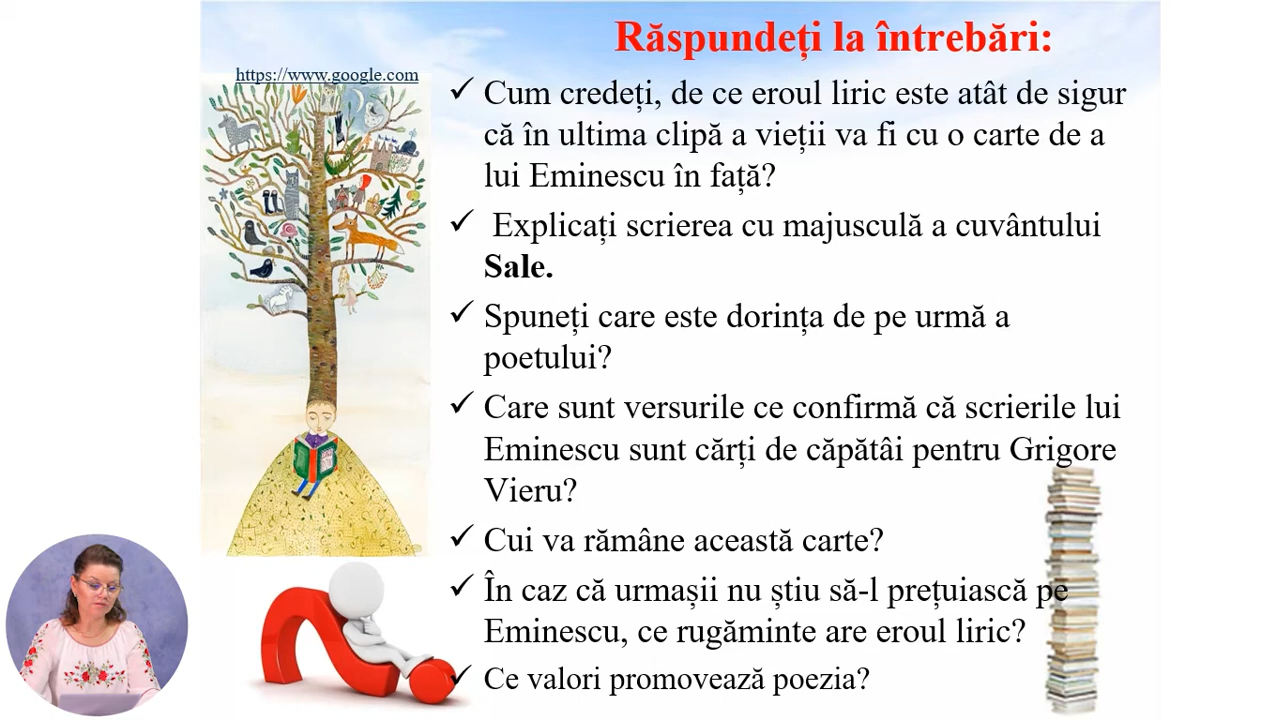 Răspundeți la întrebări:
https://www.google.com
Cum credeți, de ce eroul liric este atât de sigur
că în ultima clipă a vieții va fi cu o carte de a
lui Eminescu în față?
Explicați scrierea cu majusculă a cuvântului
Sale.
Spuneți care este dorința de pe urmă a
poetului?
Care sunt versurile ce confirmă că scrierile lui
Eminescu sunt cărți de căpătâi pentru Grigore
Vieru?
Cui va rămâne această carte?
În caz că urmașii nu știu să-l prețuiască pe
Eminescu, ce rugăminte are eroul liric?
Ce valori promovează poezia?